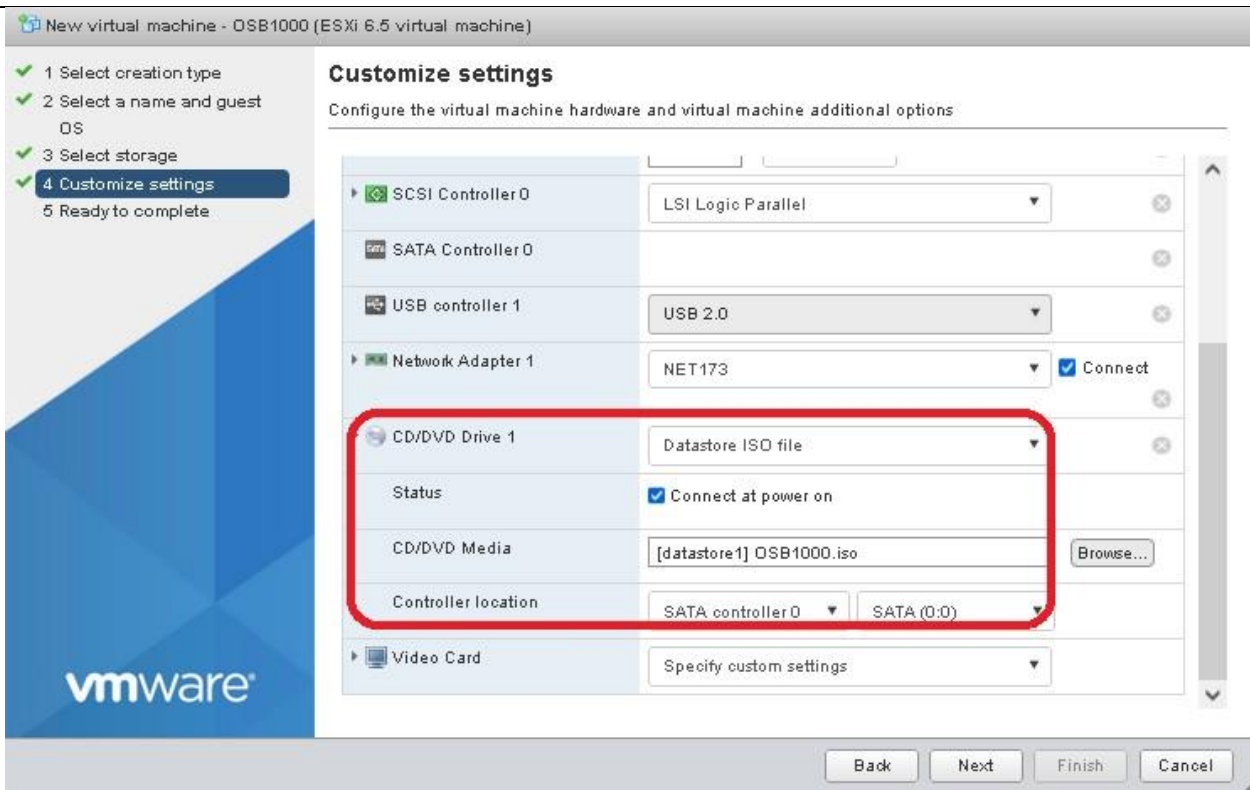 New virtual machine - OSB1000 (ESXi 6.5 virtual machine)
1 Select creation type
2 Select a name and guest
OS
3 Select storage
4 Customize settings
5 Ready to complete
vmware
Customize settings
Configure the virtual machine hardware and virtual machine additional options
SCSI Controller 0
LSI Logic Parallel
SATA Controller 0
USB controller 1
USB 2.0
Network Adapter 1
NET173
Connect
CD/DVD Drive 1
Datastore ISO file
Status
Connect at power on
CD/DVD Media
[datastore1] OSB1000.iso
Browse...
Controller location
SATA controller 0
SATA (0:0)
Video Card
Specify custom settings
Back
Next
Finish
Cancel